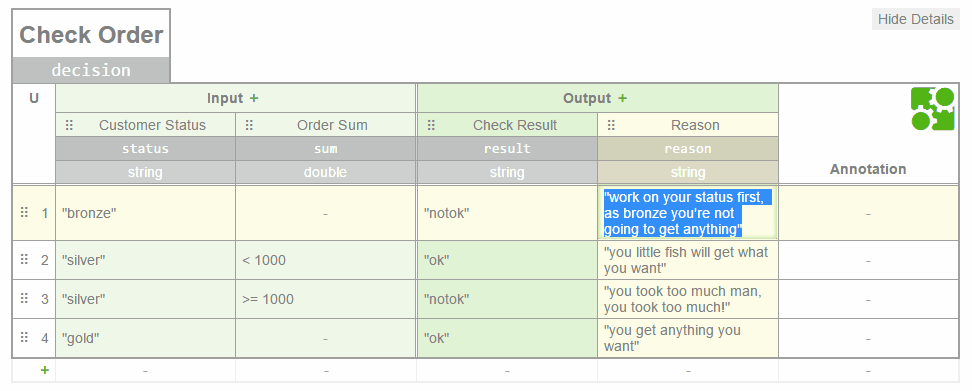 Hide Details
Check Order
decision
U Input + Output +
Customer Status Order Sum Check Result Reason
status sum result reason
Annotation
string double string string
1 "bronze" - "notok" "work on your status first, -
as bronze you're not
going to get anything"
2 "silver" < 1000 "ok" "you little fish will get what -
you want"
3 "silver" >= 1000 "notok" "you took too much man, -
you took too much!"
4 "gold" - "ok" "you get anything you -
want"
+ - - - - -